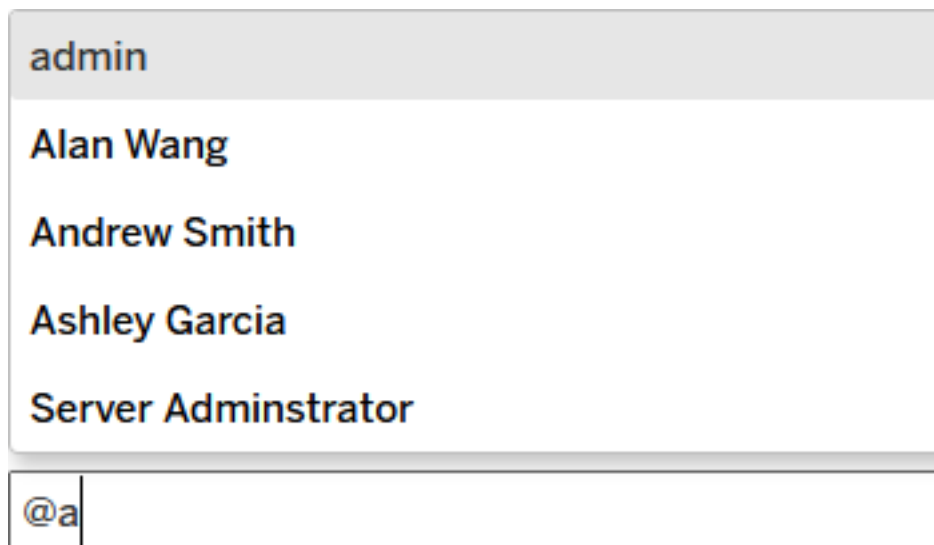 admin
Alan Wang
Andrew Smith
Ashley Garcia
Server Adminstrator
@a